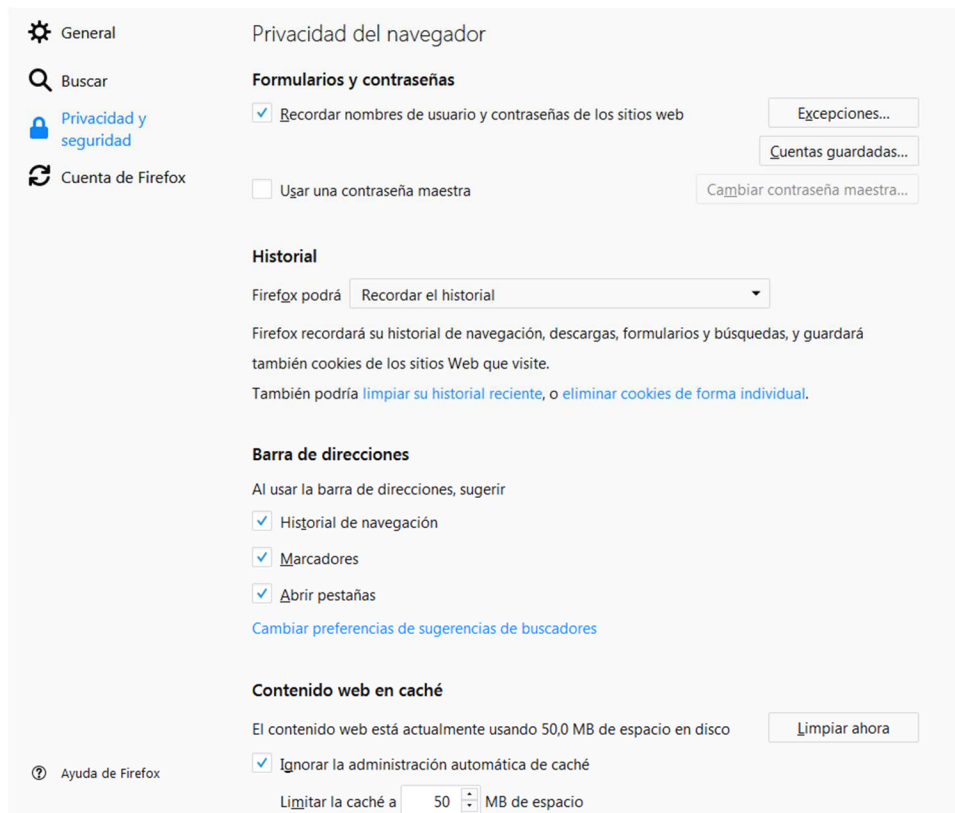 General
Buscar
Privacidad y
seguridad
Cuenta de Firefox
Privacidad del navegador
Formularios y contraseñas
Recordar nombres de usuario y contraseñas de los sitios web
Excepciones...
Cuentas guardadas...
Usar una contraseña maestra
Cambiar contraseña maestra...
Historial
Firefox podrá Recordar el historial
Firefox recordará su historial de navegación, descargas, formularios y búsquedas, y guardará
también cookies de los sitios Web que visite.
También podría limpiar su historial reciente, o eliminar cookies de forma individual.
Barra de direcciones
Al usar la barra de direcciones, sugerir
Historial de navegación
Marcadores
Abrir pestañas
Cambiar preferencias de sugerencias de buscadores
Contenido web en caché
El contenido web está actualmente usando 50,0 MB de espacio en disco
Limpiar ahora
Ignorar la administración automática de caché
Limitar la caché a 50 MB de espacio
Ayuda de Firefox